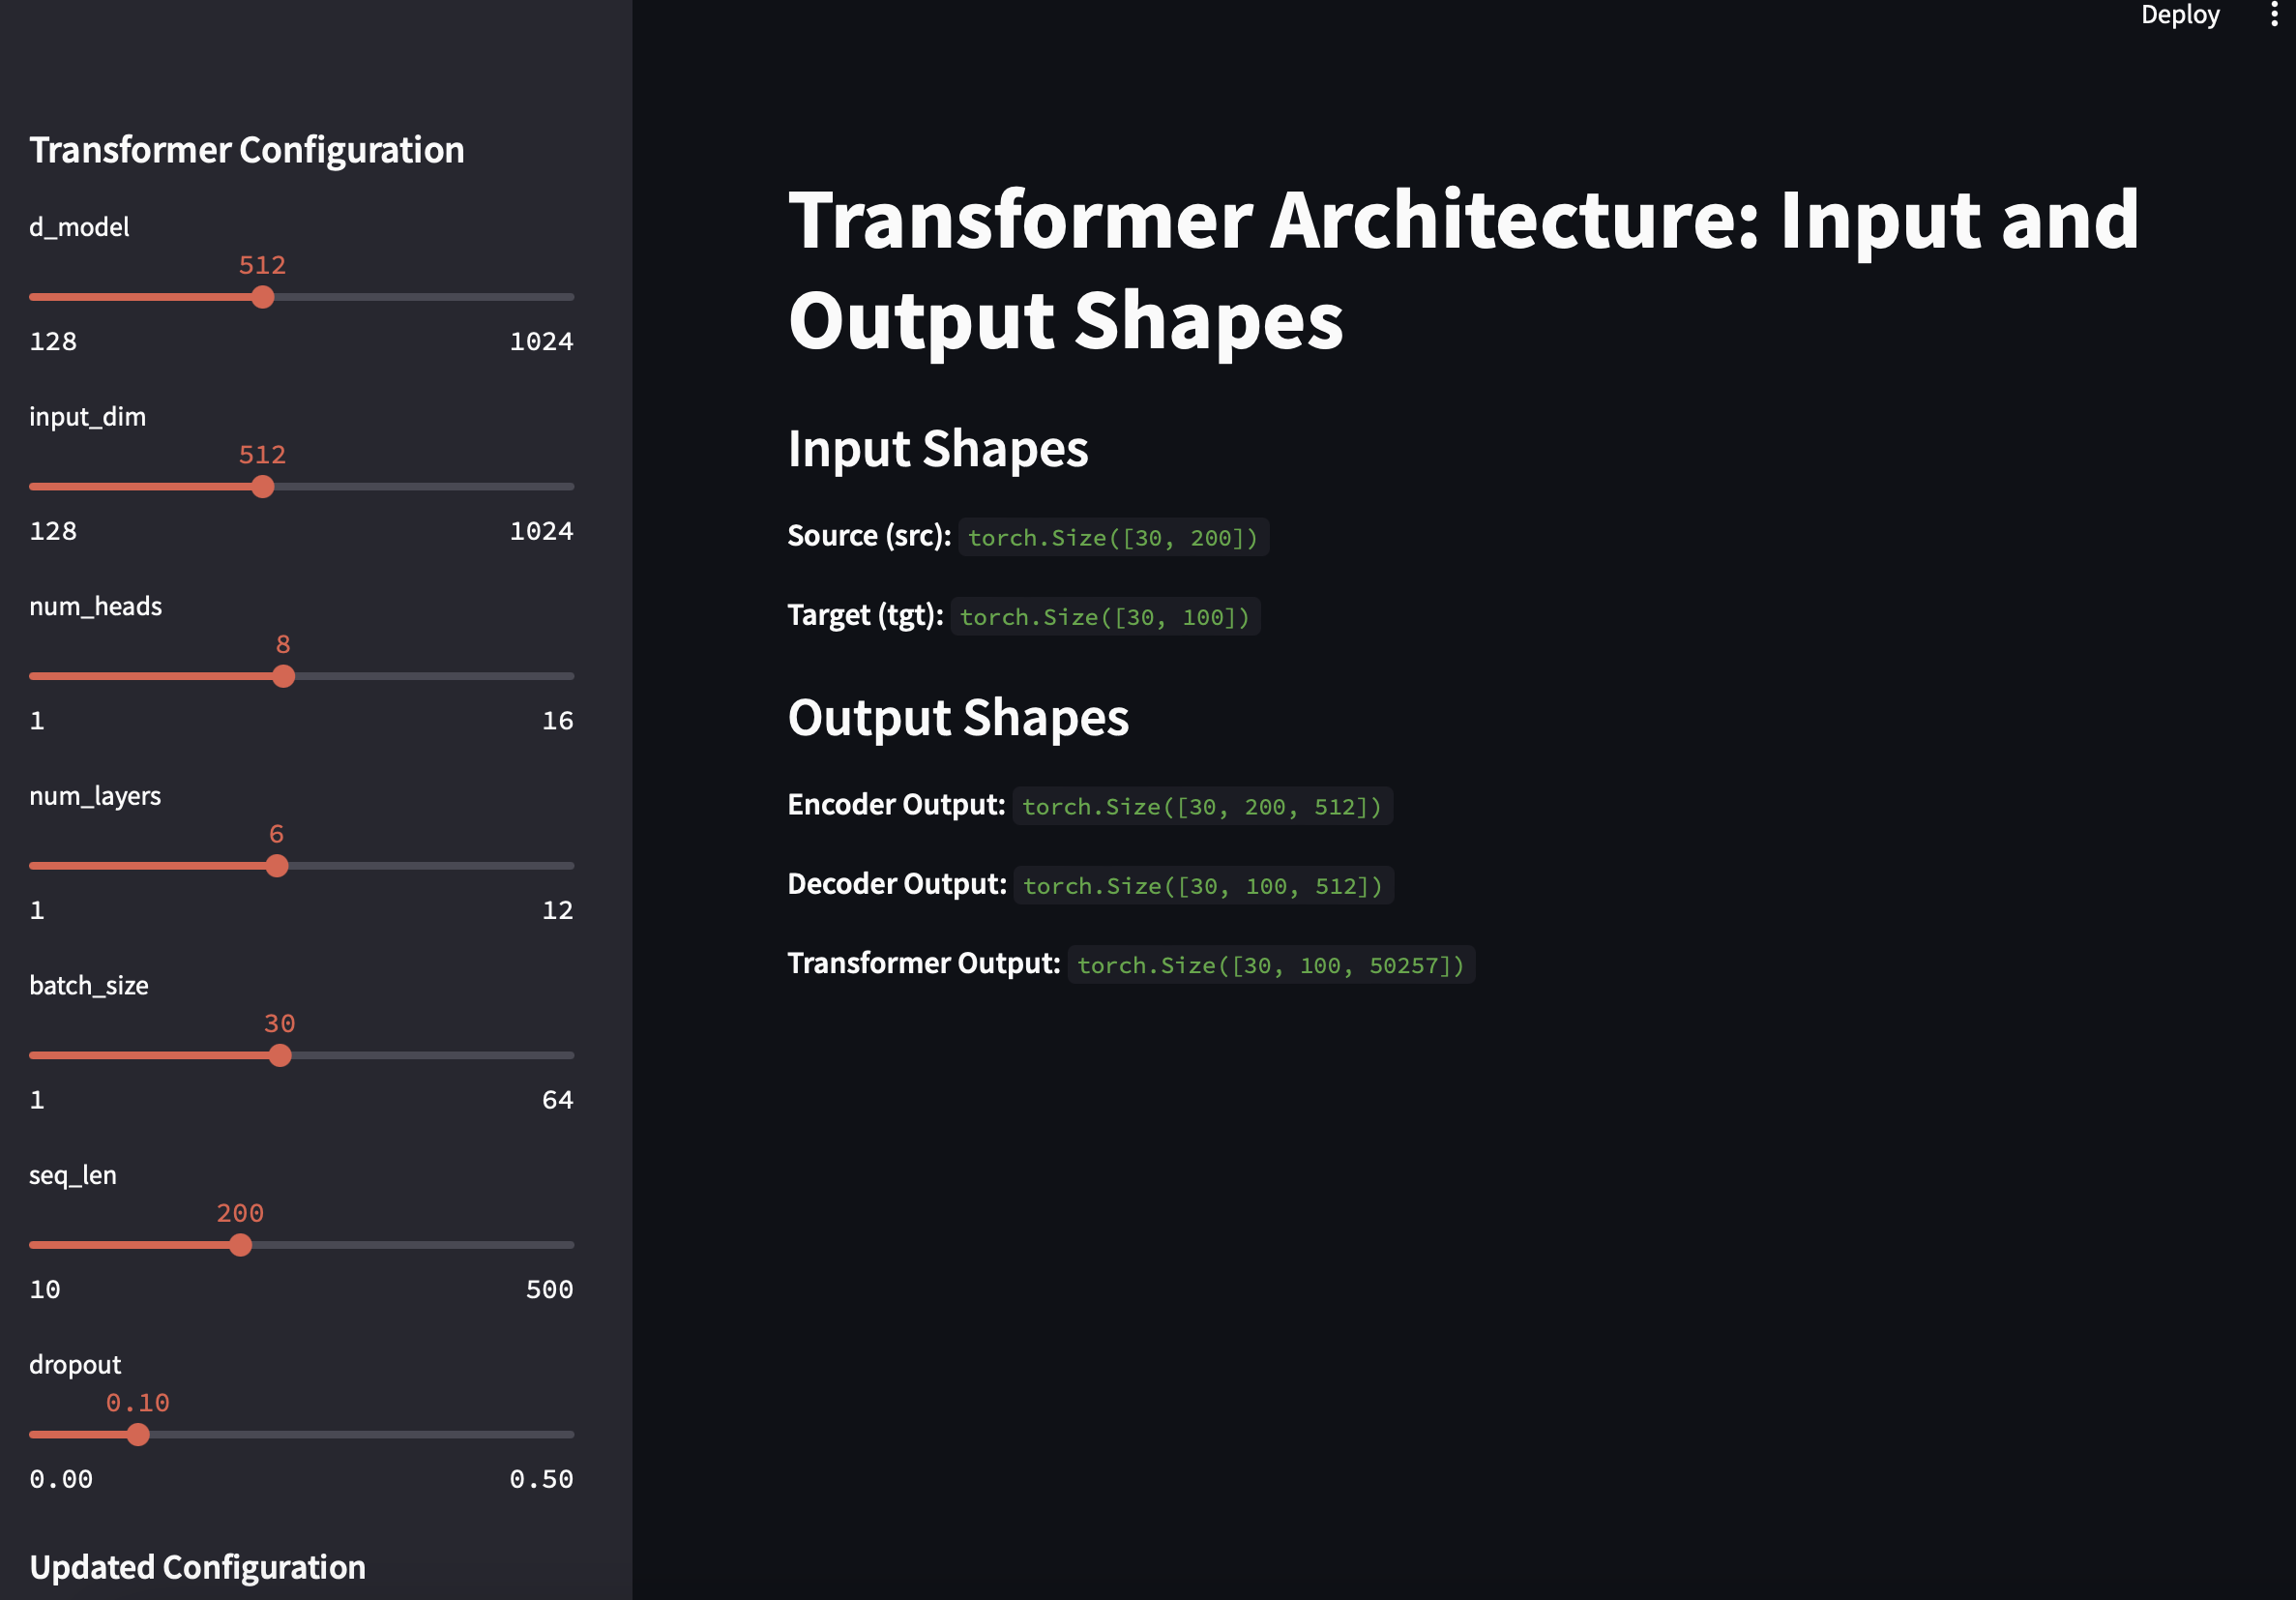 Deploy
Transformer Configuration
d_model
512
128 1024
input_dim
512
128 1024
num_heads
8
1 16
num_layers
6
1 12
batch_size
30
1 64
seq_len
200
10 500
dropout
0.10
0.00 0.50
Updated Configuration
Transformer Architecture: Input and
Output Shapes
Input Shapes
Source (src): torch.Size([30, 200])
Target (tgt): torch.Size([30, 100])
Output Shapes
Encoder Output: torch.Size([30, 200, 512])
Decoder Output: torch.Size([30, 100, 512])
Transformer Output: torch.Size([30, 100, 50257])